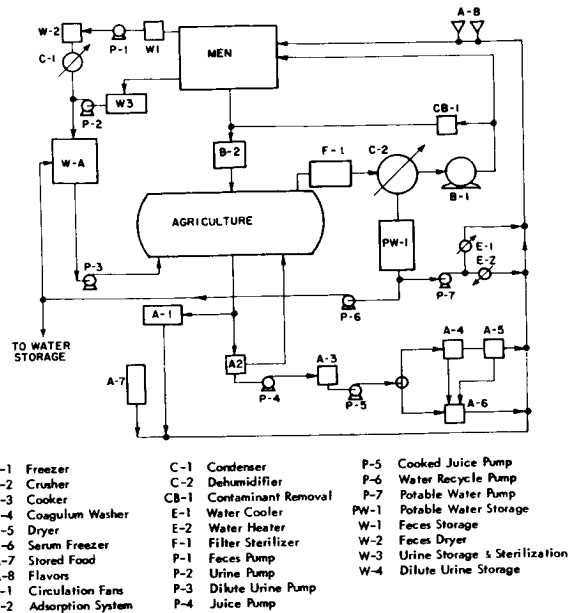 A-8
W-2
P-1
W1
MEN
C-1
W3
P-2
CB-1
B-2
F-1
C-2
W-A
B-1
AGRICULTURE
PW-1
E-1
E-2
P-3
P-7
P-6
A-1
TO WATER
STORAGE
A2
A-3
A-4
A-5
A-7
P-4
P-5
A-6
-1 Freezer
-2 Crusher
-3 Cooker
-4 Coagulum Washer
-5 Dryer
-6 Serum Freezer
-7 Stored Food
-8 Flavors
-1 Circulation Fans
-2 Adsorption System
C-1 Condenser
C-2 Dehumidifier
CB-1 Contaminant Removal
E-1 Water Cooler
E-2 Water Heater
F-1 Filter Sterilizer
P-1 Feces Pump
P-2 Urine Pump
P-3 Dilute Urine Pump
P-4 Juice Pump
P-5 Cooked Juice Pump
P-6 Water Recycle Pump
P-7 Potable Water Pump
PW-1 Potable Water Storage
W-1 Feces Storage
W-2 Feces Dryer
W-3 Urine Storage & Sterilization
W-4 Dilute Urine Storage